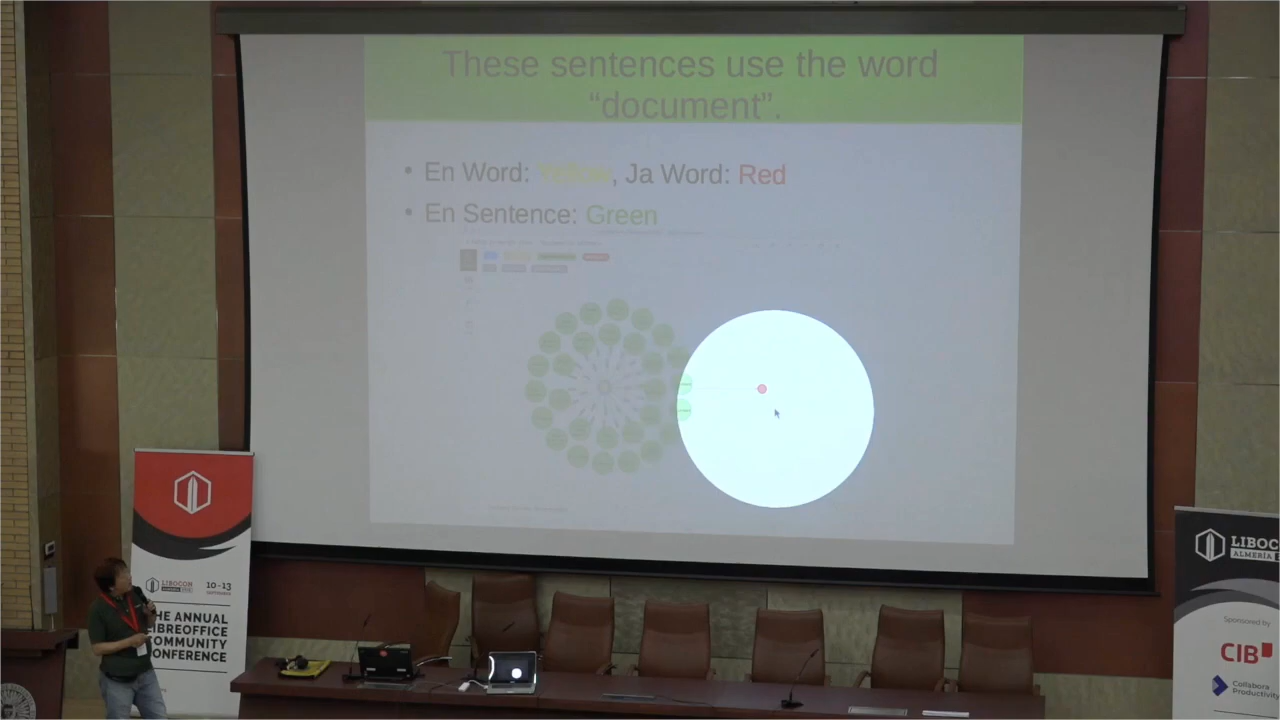 These sentences use the word
“document”.
• En Word: Yellow, Ja Word: Red
• En Sentence: Green
LIBOCON
10-13
THE ANNUAL
LIBREOFFICE
COMMUNITY
CONFERENCE
LIBOC
ALMERÍA
Sponsored by
CIB
Collabora
Productivity